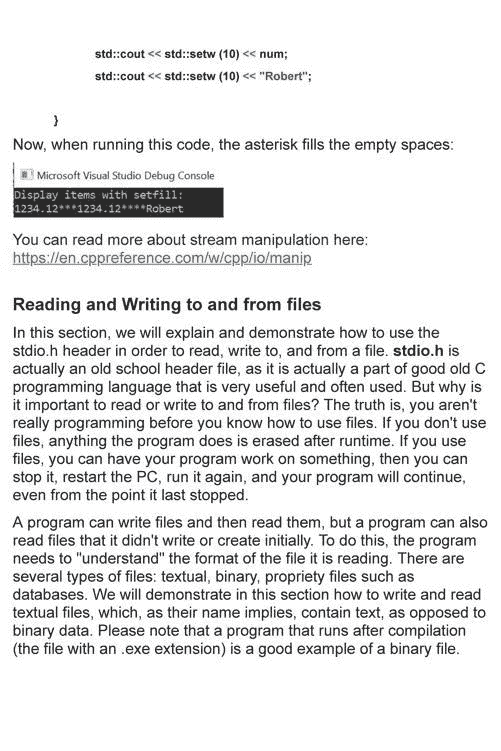 std::cout << std::setw (10) << num;
std::cout << std::setw (10) << "Robert";
}
Now, when running this code, the asterisk fills the empty spaces:
Microsoft Visual Studio Debug Console
Display items with setfill:
1234.12***1234.12****Robert
You can read more about stream manipulation here:
https://en.cppreference.com/w/cpp/io/manip
Reading and Writing to and from files
In this section, we will explain and demonstrate how to use the
stdio.h header in order to read, write to, and from a file. stdio.h is
actually an old school header file, as it is actually a part of good old C
programming language that is very useful and often used. But why is
it important to read or write to and from files? The truth is, you aren't
really programming before you know how to use files. If you don't use
files, anything the program does is erased after runtime. If you use
files, you can have your program work on something, then you can
stop it, restart the PC, run it again, and your program will continue,
even from the point it last stopped.
A program can write files and then read them, but a program can also
read files that it didn't write or create initially. To do this, the program
needs to "understand" the format of the file it is reading. There are
several types of files: textual, binary, propriety files such as
databases. We will demonstrate in this section how to write and read
textual files, which, as their name implies, contain text, as opposed to
binary data. Please note that a program that runs after compilation
(the file with an .exe extension) is a good example of a binary file.